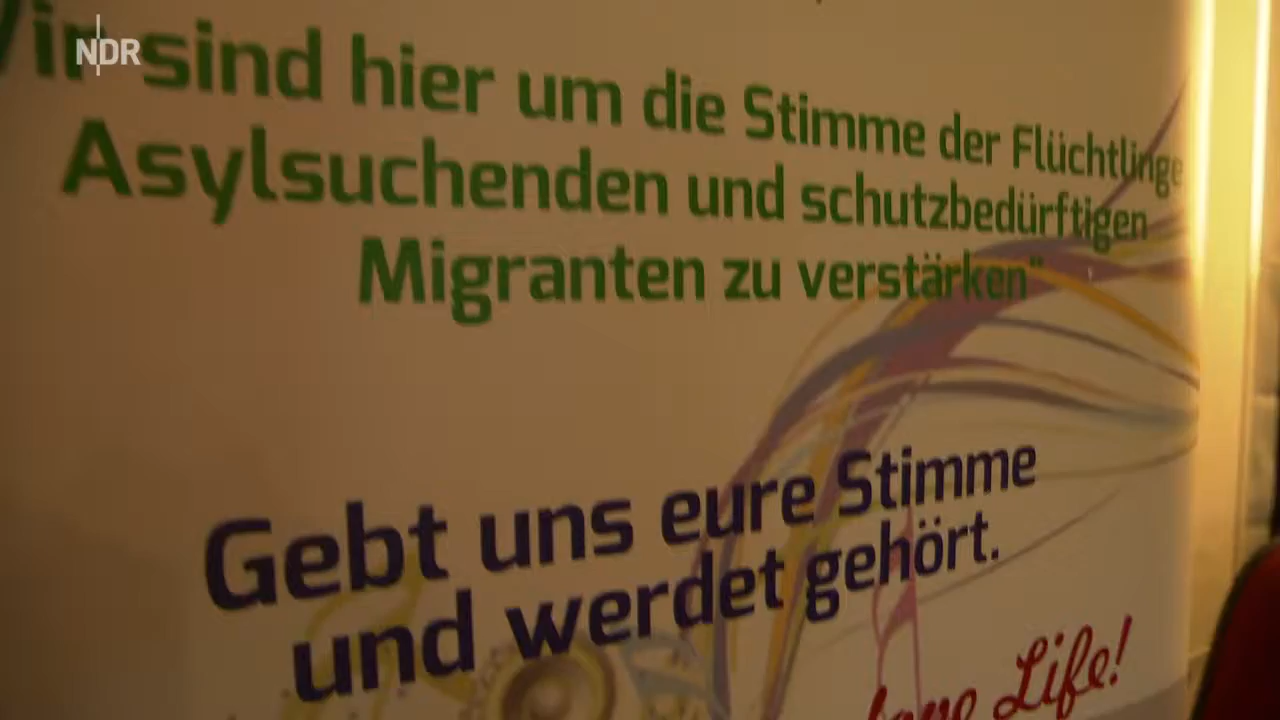 NDR
Wir sind hier um die Stimme der Flüchtlinge
Asylsuchenden und schutzbedürftigen
Migranten zu verstärken"
Gebt uns eure Stimme
und werdet gehört.
Life!